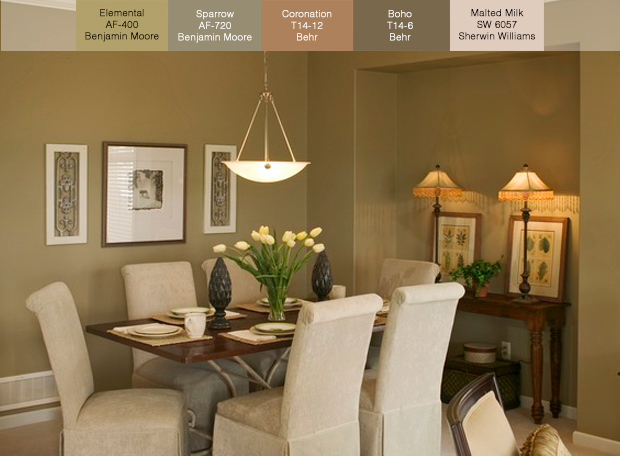 Elemental
AF-400
Benjamin Moore
Sparrow
AF-720
Benjamin Moore
Coronation
T14-12
Behr
Boho
T14-6
Behr
Malted Milk
SW 6057
Sherwin Williams